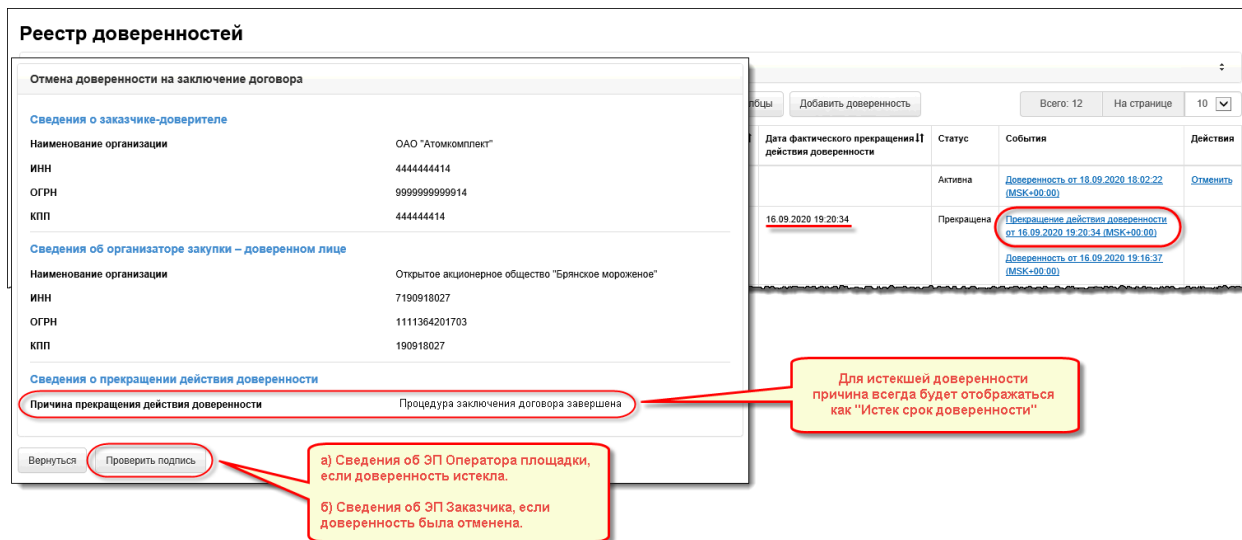 Реестр доверенностей
Отмена доверенности на заключение договора
Сведения о заказчике-доверителе
Наименование организации ОАО "Атомкомплект"
ИНН 4444444414
ОГРН 9999999999914
КПП 444444414
Сведения об организаторе закупки – доверенном лице
Наименование организации Открытое акционерное общество "Брянское мороженое"
ИНН 7190918027
ОГРН 1111364201703
КПП 190918027
Сведения о прекращении действия доверенности
Причина прекращения действия доверенности Процедура заключения договора завершена
Вернуться Проверить подпись
Добавить доверенность Всего: 12 На странице 10
Дата фактического прекращения Статус События Действия
действия доверенности
Активна Доверенность от 18.09.2020 18:02:22 Отменить
(MSK+00:00)
16.09.2020 19:20:34 Прекращена Прекращение действия доверенности
от 16.09.2020 19:20:34 (MSK+00:00)
Доверенность от 16.09.2020 19:16:37
(MSK+00:00)
Для истекшей доверенности
причина всегда будет отображаться
как "Истек срок доверенности"
а) Сведения об ЭП Оператора площадки,
если доверенность истекла.
б) Сведения об ЭП Заказчика, если
доверенность была отменена.